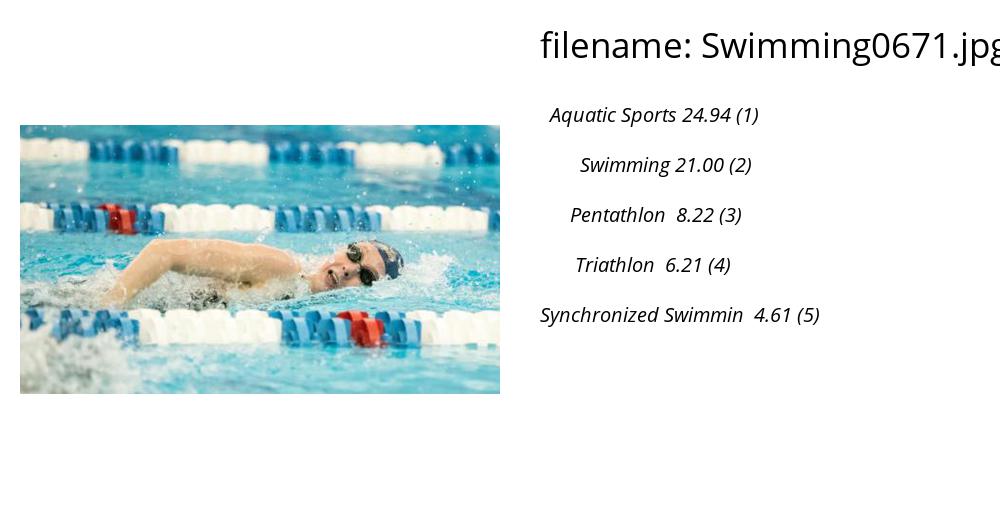 filename: Swimming0671.jpg
Aquatic Sports 24.94 (1)
Swimming 21.00 (2)
Pentathlon 8.22 (3)
Triathlon 6.21 (4)
Synchronized Swimmin 4.61 (5)